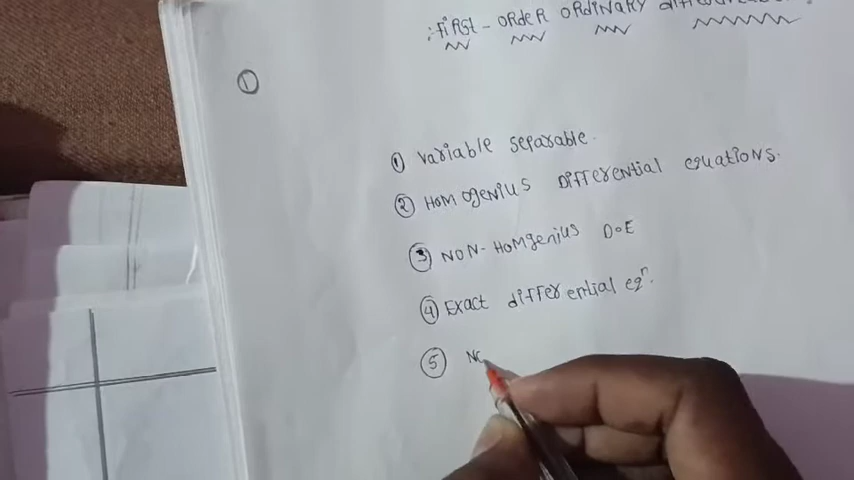 : FIRST - ORDER ORDINARY
①
① Variable separable.
② HOMOgenius Differential equations.
③ NON-Homgenius D.E
④ Exact differential eqⁿ.
⑤ NO